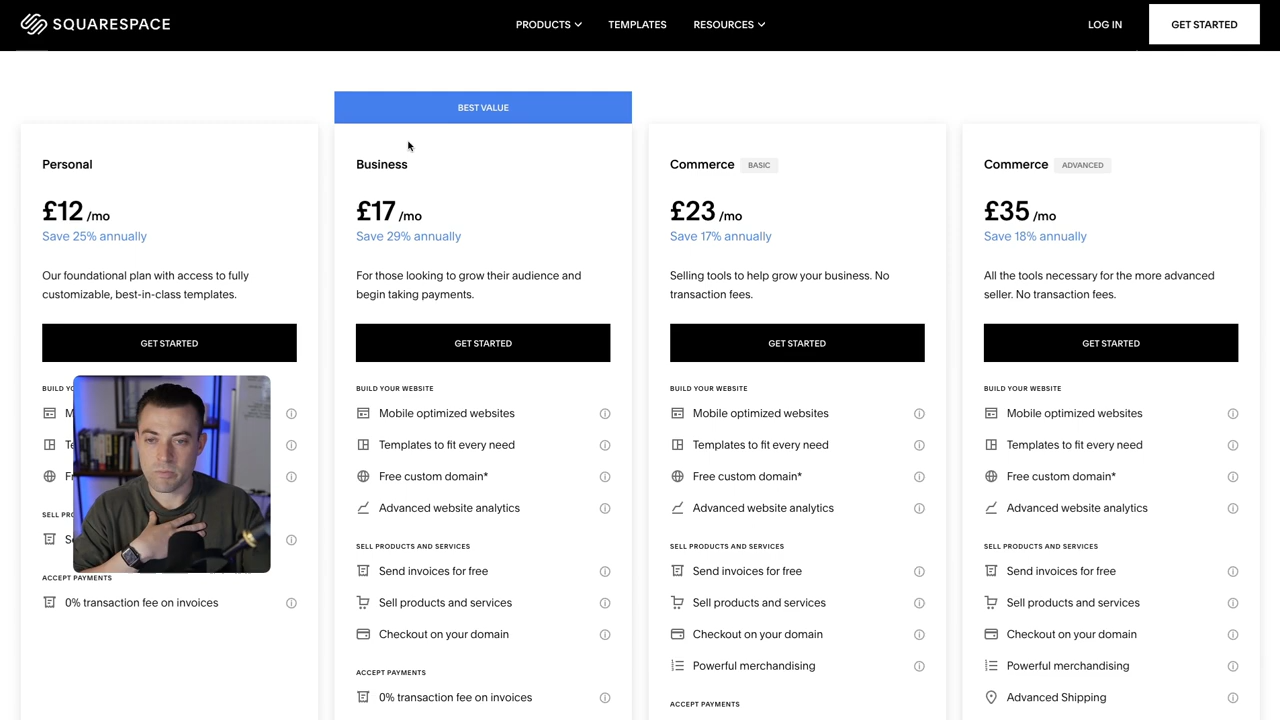 SQUARESPACE
PRODUCTS
TEMPLATES
RESOURCES
LOG IN
GET STARTED
Personal
£12 /mo
Save 25% annually
Our foundational plan with access to fully
customizable, best-in-class templates.
GET STARTED
ACCEPT PAYMENTS
0% transaction fee on invoices
BEST VALUE
Business
£17 /mo
Save 29% annually
For those looking to grow their audience and
begin taking payments.
GET STARTED
BUILD YOUR WEBSITE
Mobile optimized websites
Templates to fit every need
Free custom domain*
Advanced website analytics
SELL PRODUCTS AND SERVICES
Send invoices for free
Sell products and services
Checkout on your domain
ACCEPT PAYMENTS
0% transaction fee on invoices
Commerce BASIC
£23 /mo
Save 17% annually
Selling tools to help grow your business. No
transaction fees.
GET STARTED
BUILD YOUR WEBSITE
Mobile optimized websites
Templates to fit every need
Free custom domain*
Advanced website analytics
SELL PRODUCTS AND SERVICES
Send invoices for free
Sell products and services
Checkout on your domain
Powerful merchandising
ACCEPT PAYMENTS
Commerce ADVANCED
£35 /mo
Save 18% annually
All the tools necessary for the more advanced
seller. No transaction fees.
GET STARTED
BUILD YOUR WEBSITE
Mobile optimized websites
Templates to fit every need
Free custom domain*
Advanced website analytics
SELL PRODUCTS AND SERVICES
Send invoices for free
Sell products and services
Checkout on your domain
Powerful merchandising
Advanced Shipping